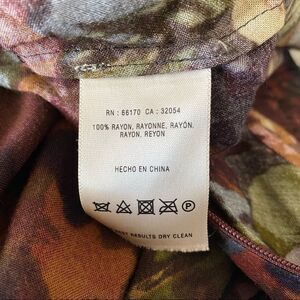 RN : 66170 CA : 32054
100% RAYON, RAYONNE, RAYÓN,
RAYON, REYON
HECHO EN CHINA
P
RESULTS DRY CLEAN